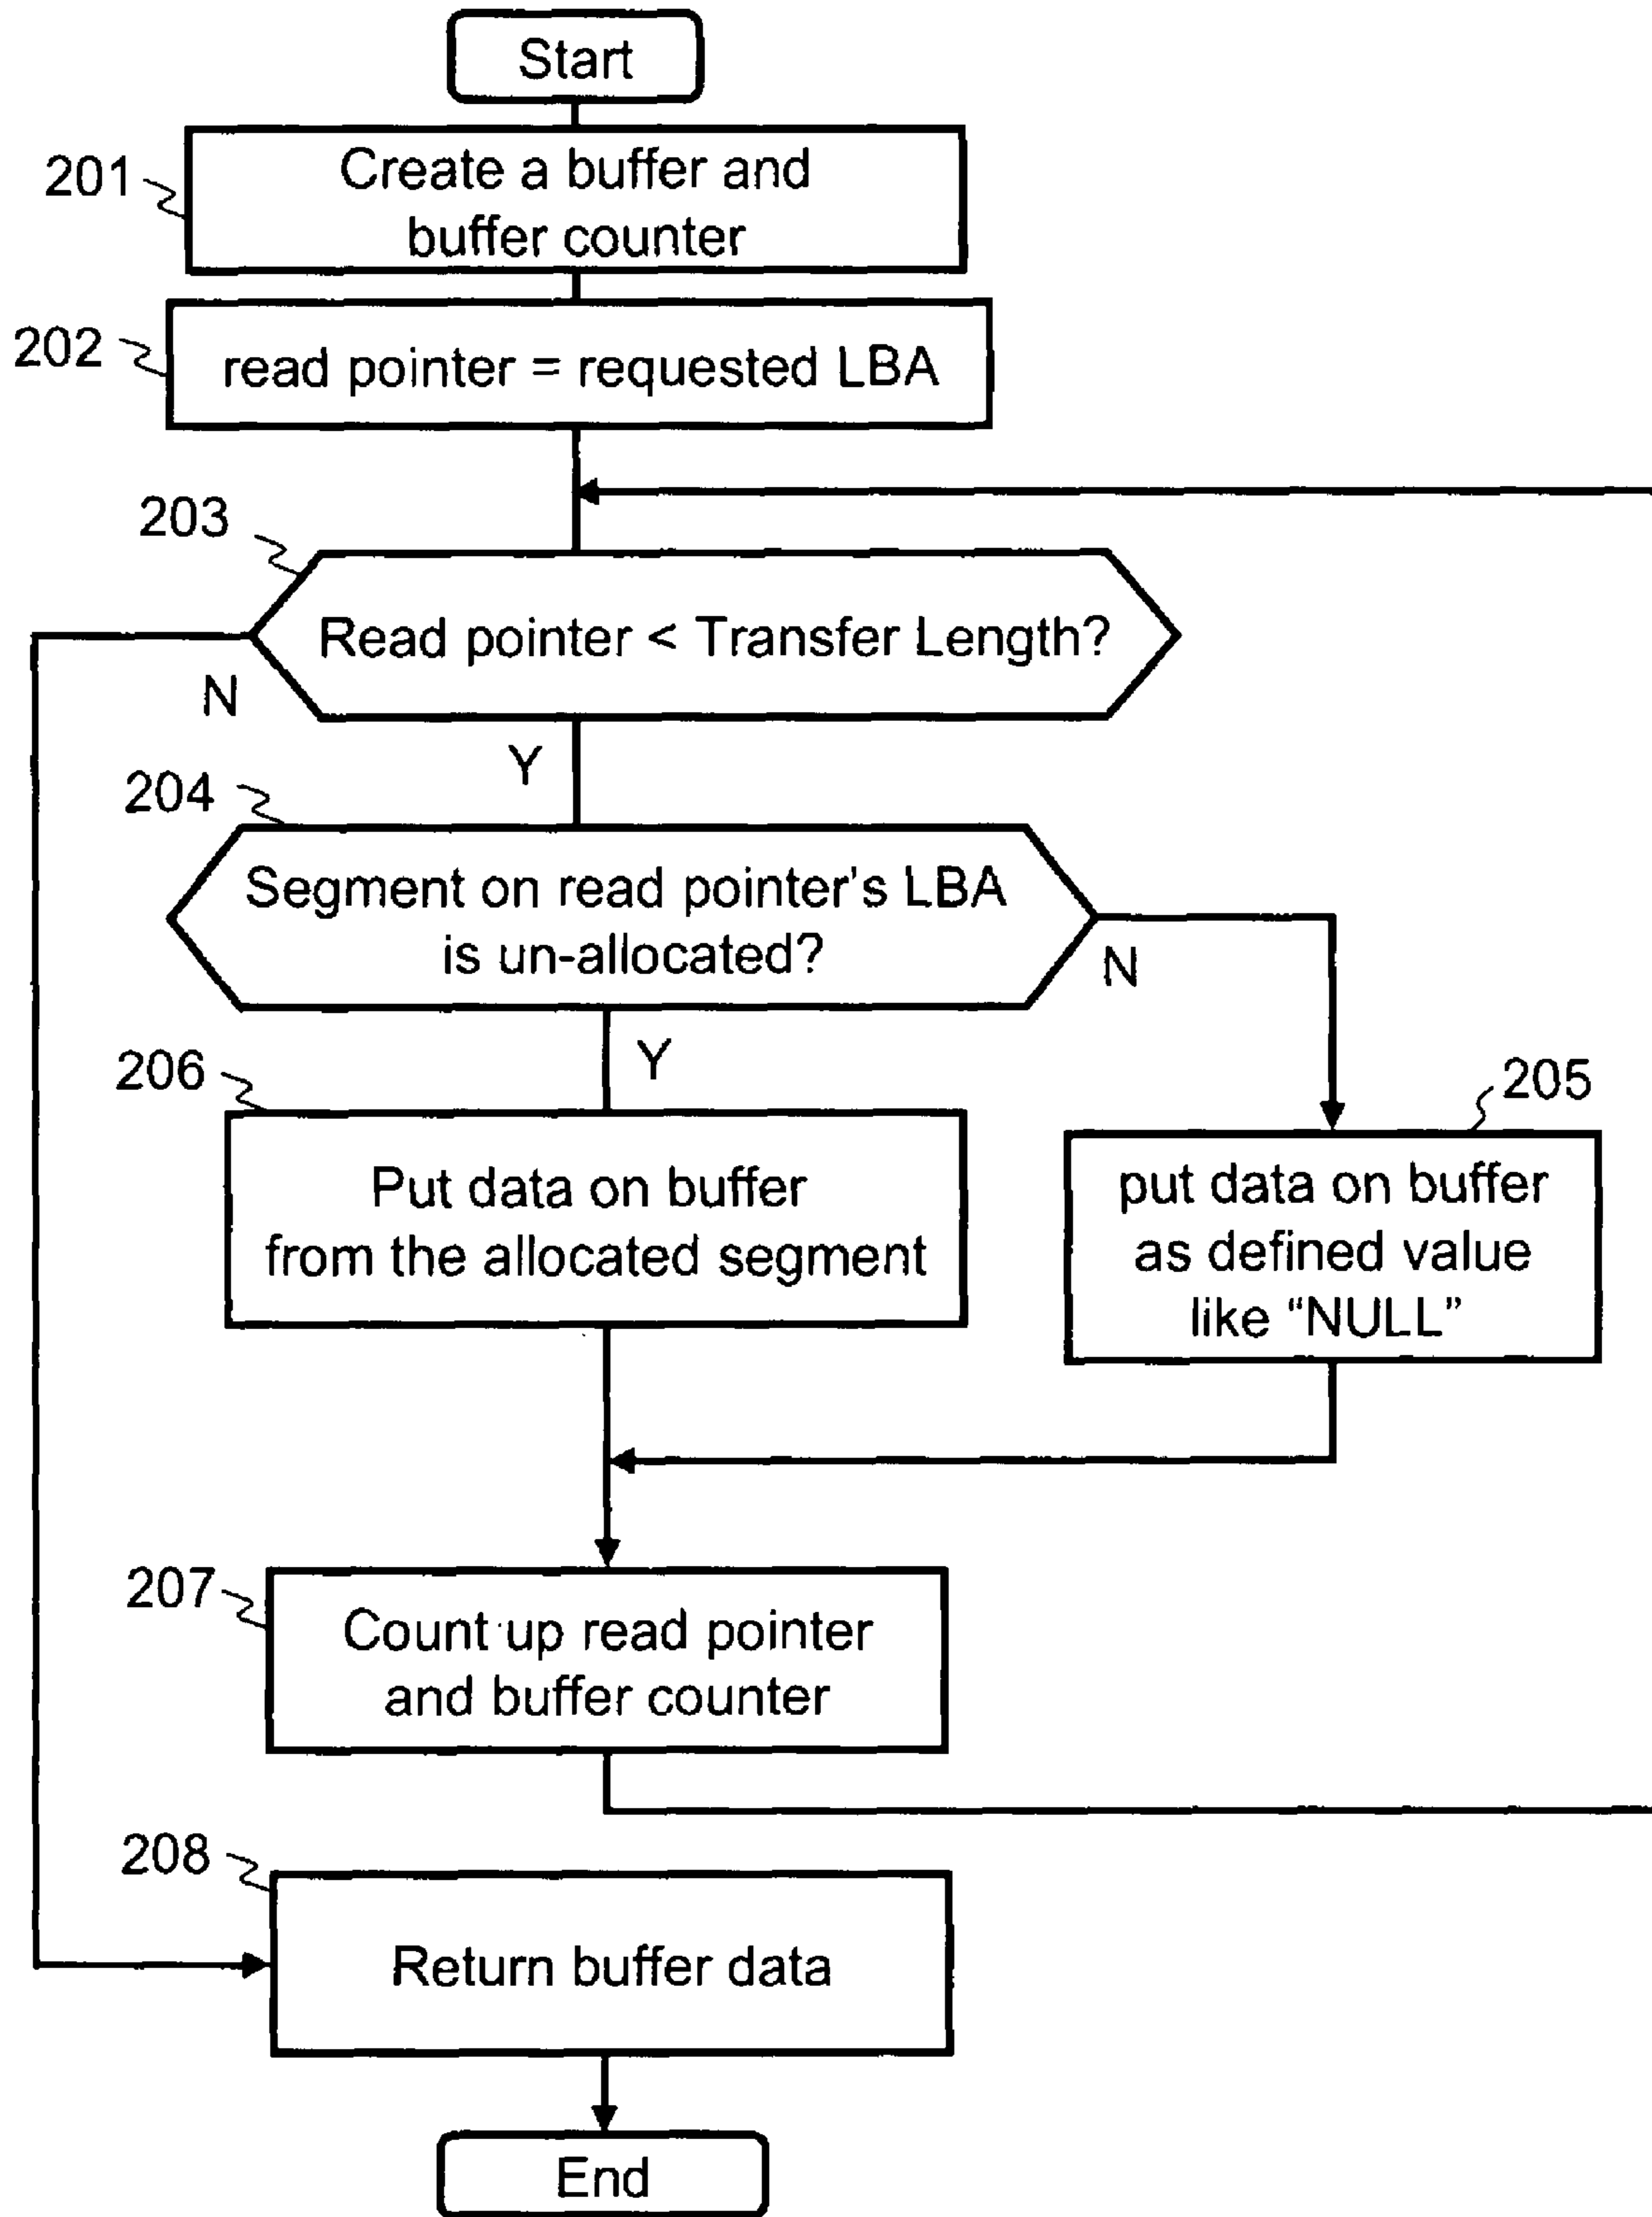 Start
201
Create a buffer and
buffer counter
202
read pointer = requested LBA
203
Read pointer < Transfer Length?
N
Y
204
Segment on read pointer's LBA
is un-allocated?
N
Y
206
205
Put data on buffer
from the allocated segment
put data on buffer
as defined value
like “NULL”
207
Count up read pointer
and buffer counter
208
Return buffer data
End